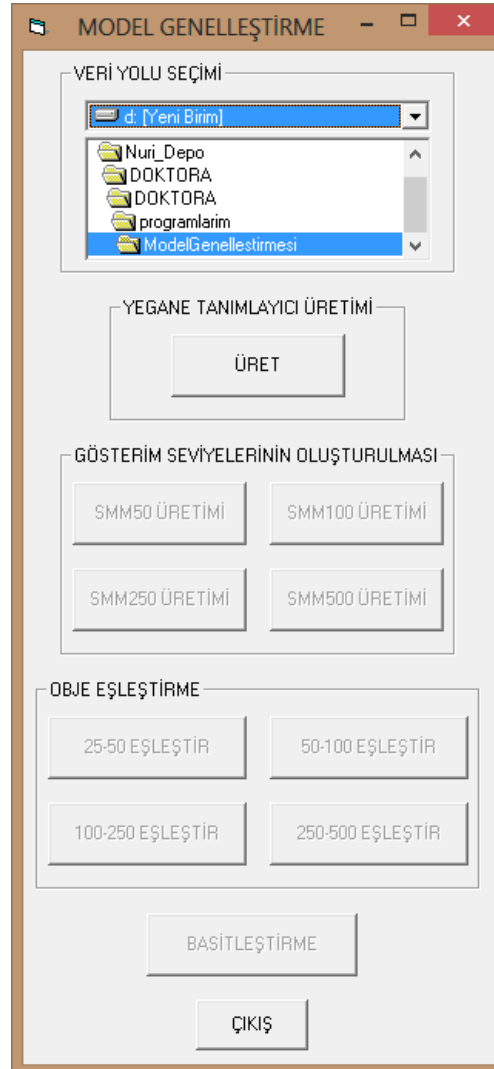 MODEL GENELLEŞTİRME
VERİ YOLU SEÇİMİ
d: [Yeni Birim]
Nuri_Depo
DOKTORA
DOKTORA
programlarim
ModelGenellestirmesi
YEGANE TANIMLAYICI ÜRETİMİ
ÜRET
GÖSTERİM SEVİYELERİNİN OLUŞTURULMASI
SMM50 ÜRETİMİ SMM100 ÜRETİMİ
SMM250 ÜRETİMİ SMM500 ÜRETİMİ
OBJE EŞLEŞTİRME
25-50 EŞLEŞTİR 50-100 EŞLEŞTİR
100-250 EŞLEŞTİR 250-500 EŞLEŞTİR
BASİTLEŞTİRME
ÇIKIŞ